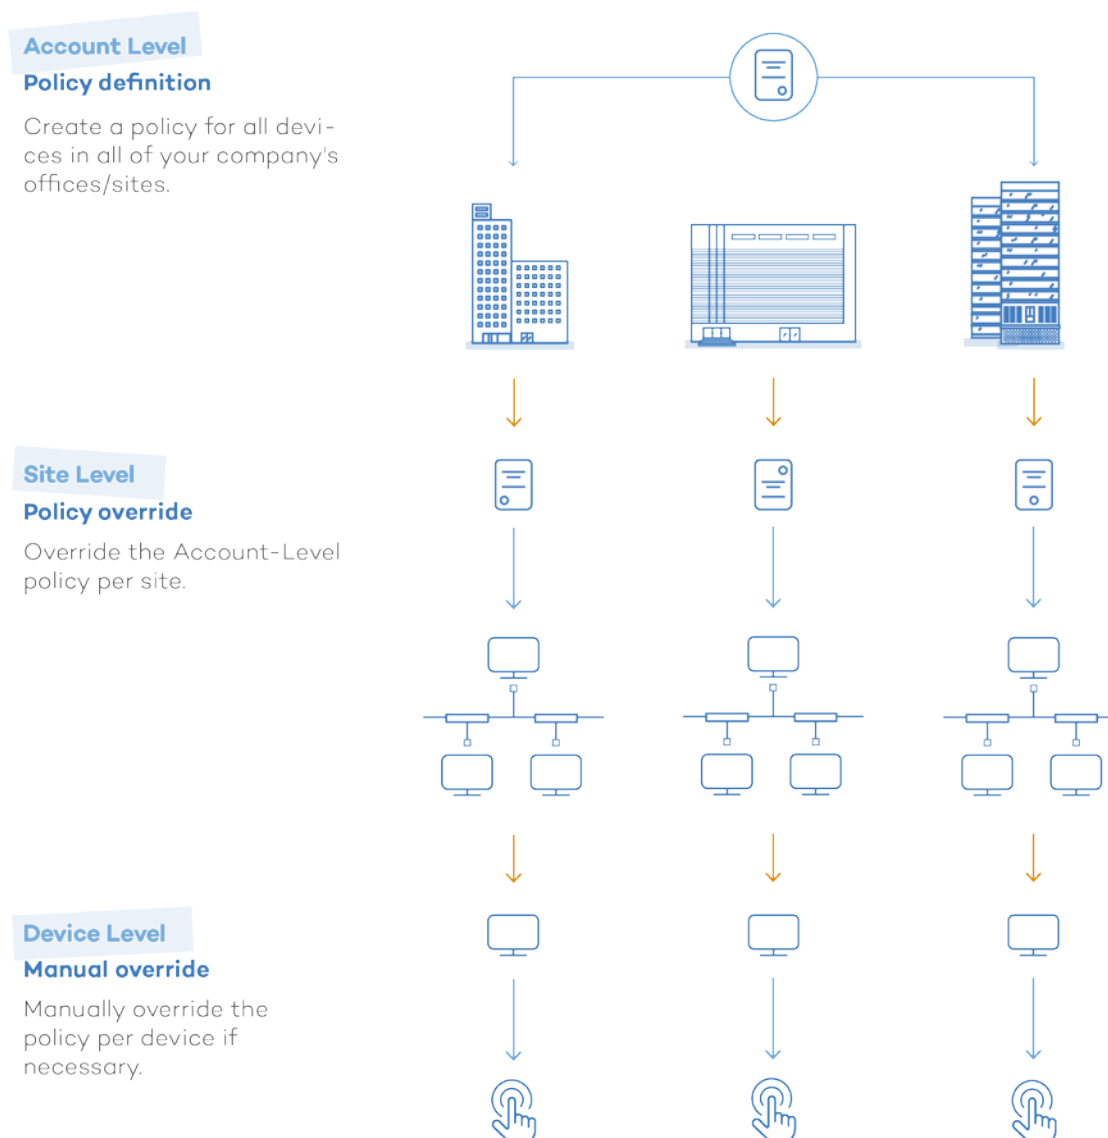 Account Level
Policy definition
Create a policy for all devi-
ces in all of your company's
offices/sites.
Site Level
Policy override
Override the Account-Level
policy per site.
Device Level
Manual override
Manually override the
policy per device if
necessary.